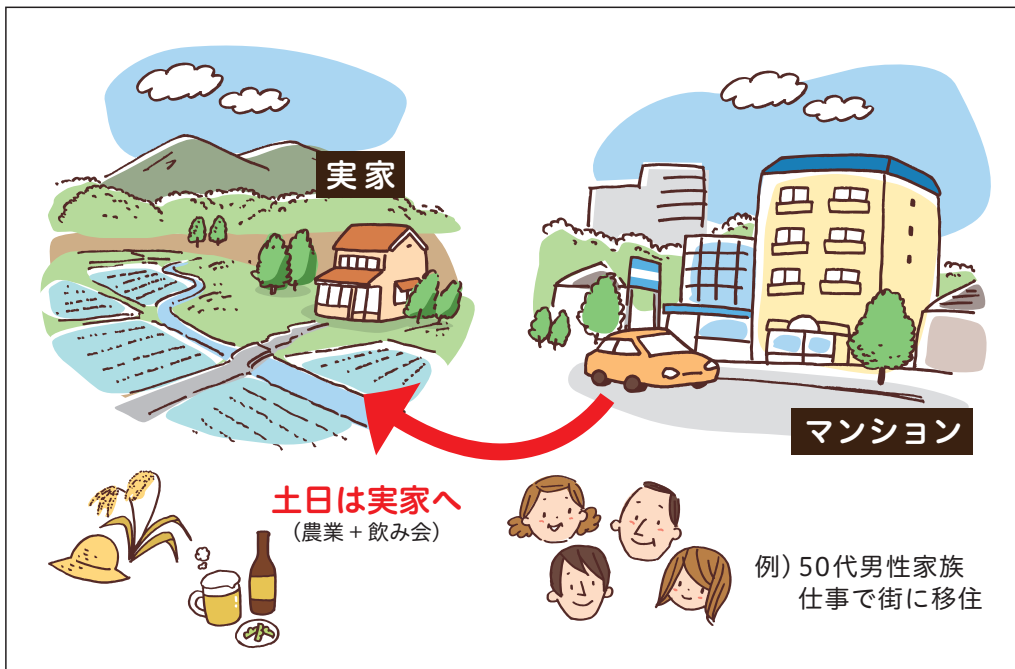 実家
マンション
土日は実家へ
(農業+飲み会)
例) 50代男性家族
仕事で街に移住